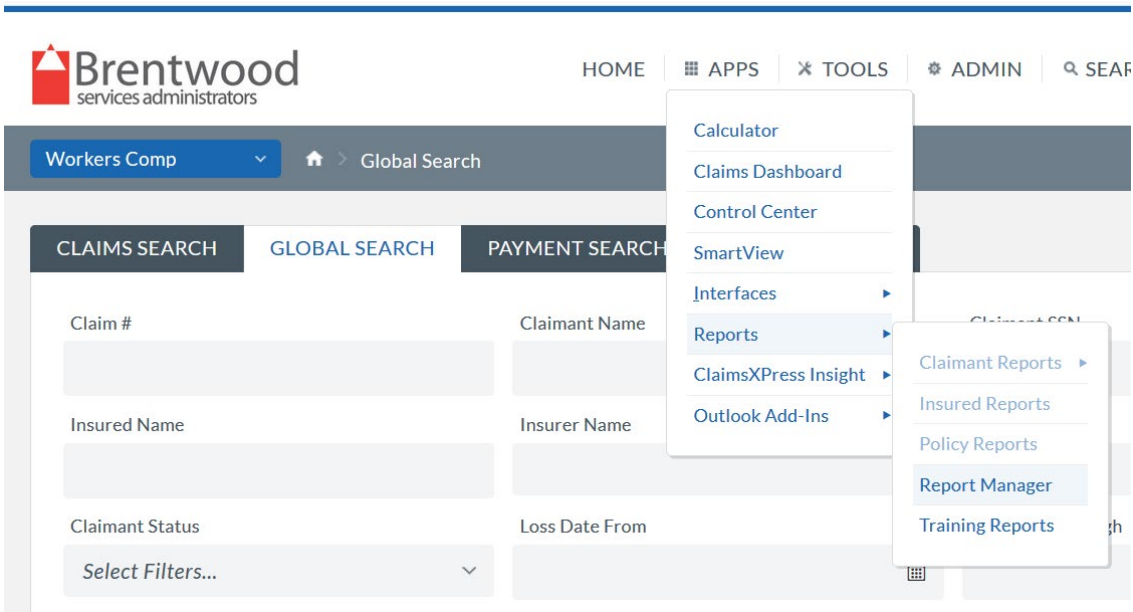 Brentwood
services administrators
HOME APPS TOOLS ADMIN
Workers Comp > Global Search
CLAIMS SEARCH GLOBAL SEARCH PAYMENT SEARCH
Calculator
Claims Dashboard
Control Center
SmartView
Interfaces
Reports
ClaimsXPress Insight
Outlook Add-Ins
Claimant Reports
Insured Reports
Policy Reports
Report Manager
Training Reports
Claim # Claimant Name Claimant SSN
Insured Name Insurer Name
Claimant Status Loss Date From
Select Filters...